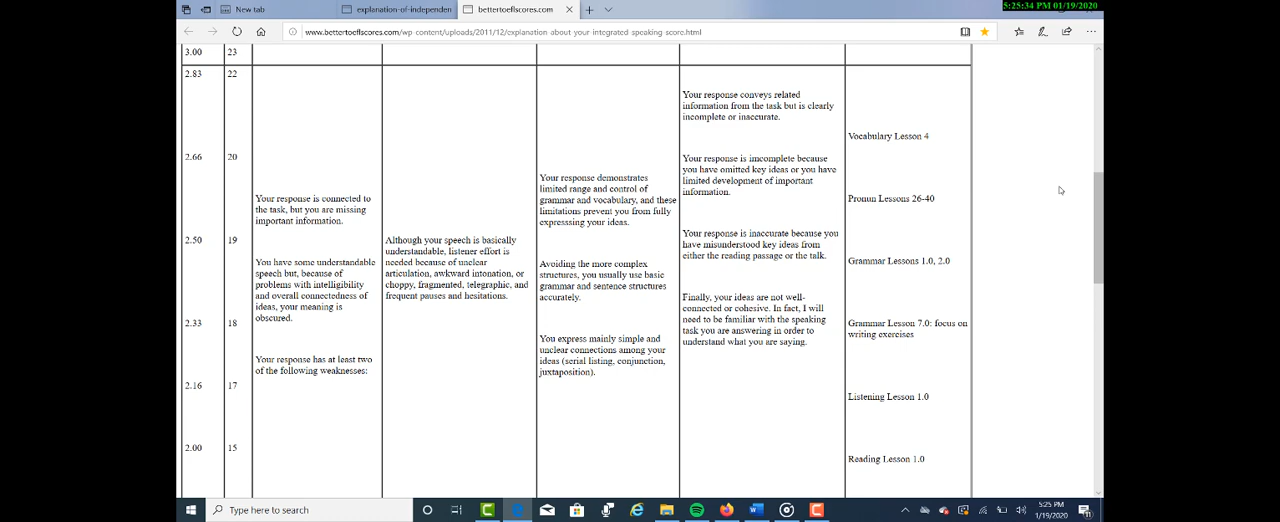 5:25:34 PM 01/19/2020
New tab
explanation-of-independen
bettertoeflscores.com
www.bettertoeflscores.com/wp content/uploads/2011/12/explanation about your integrated speaking score.html
3.00 23
2.83 22
2.66 20
2.50 19
2.33 18
2.16 17
2.00 15
Your response is connected to
the task, but you are missing
important information.
You have some understandable
speech but, because of
problems with intelligibility
and overall connectedness of
ideas, your meaning is
obscured.
Your response has at least two
of the following weaknesses:
Although your speech is basically
understandable, listener effort is
needed because of unclear
articulation, awkward intonation, or
choppy, fragmented, telegraphic, and
frequent pauses and hesitations.
Your response demonstrates
limited range and control of
grammar and vocabulary, and these
limitations prevent you from fully
expresssing your ideas.
Avoiding the more complex
structures, you usually use basic
grammar and sentence structures
accurately.
You express mainly simple and
unclear connections among your
ideas (serial listing, conjunction,
juxtaposition).
Your response conveys related
information from the task but is clearly
incomplete or inaccurate.
Your response is imcomplete because
you have omitted key ideas or you have
limited development of important
information.
Your response is inaccurate because you
have misunderstood key ideas from
either the reading passage or the talk.
Finally, your ideas are not well-
connected or cohesive. In fact, I will
need to be familiar with the speaking
task you are answering in order to
understand what you are saying.
Vocabulary Lesson 4
Pronun Lessons 26-40
Grammar Lessons 1.0, 2.0
Grammar Lesson 7.0: focus on
writing exercises
Listening Lesson 1.0
Reading Lesson 1.0
Type here to search
5:25 PM
1/19/2020